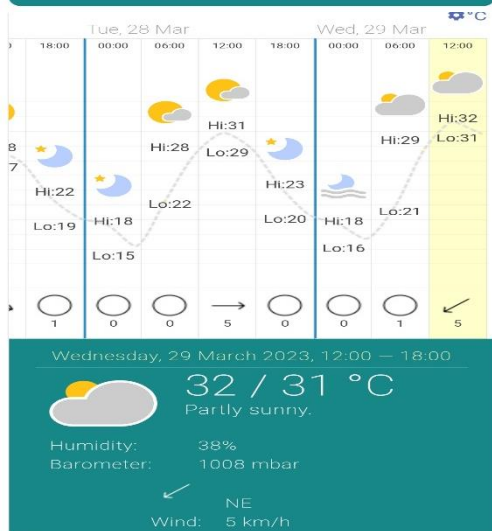 °C
Tue, 28 Mar Wed, 29 Mar
18:00 00:00 06:00 12:00 18:00 00:00 06:00 12:00
Hi:32
Hi:31 Lo:31
Hi:28 Lo:29 Hi:29
Hi:22 Hi:23
Lo:22 Lo:21
Lo:19 Hi:18 Lo:20 Hi:18
Lo:15 Lo:16
1 0 0 5 0 0 1 5
Wednesday, 29 March 2023, 12:00 — 18:00
32 / 31 °C
Partly sunny.
Humidity: 38%
Barometer: 1008 mbar
NE
Wind: 5 km/h